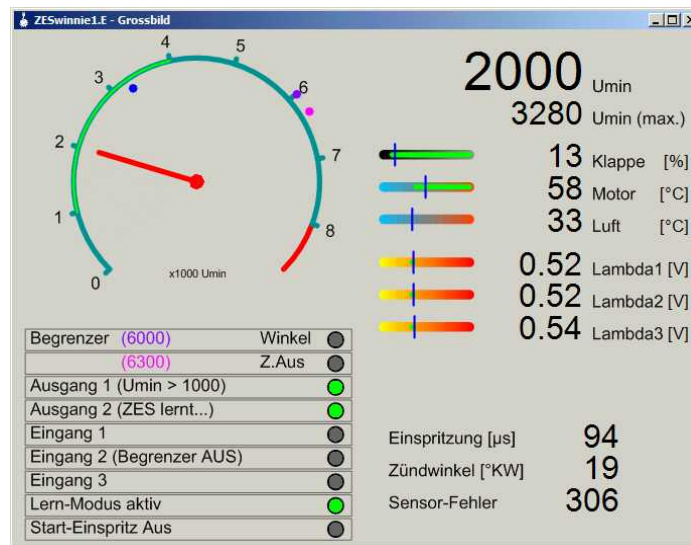 ZESwinnie1.E - Grossbild
0
1
2
3
4
5
6
7
8
x1000 Umin
2000 Umin
3280 Umin (max.)
13 Klappe [%]
58 Motor [°C]
33 Luft [°C]
0.52 Lambda1 [V]
0.52 Lambda2 [V]
0.54 Lambda3 [V]
Begrenzer (6000) Winkel
(6300) Z.Aus
Ausgang 1 (Umin > 1000)
Ausgang 2 (ZES lernt...)
Eingang 1
Eingang 2 (Begrenzer AUS)
Eingang 3
Lern-Modus aktiv
Start-Einspritz Aus
Einspritzung [µs] 94
Zündwinkel [°KW] 19
Sensor-Fehler 306